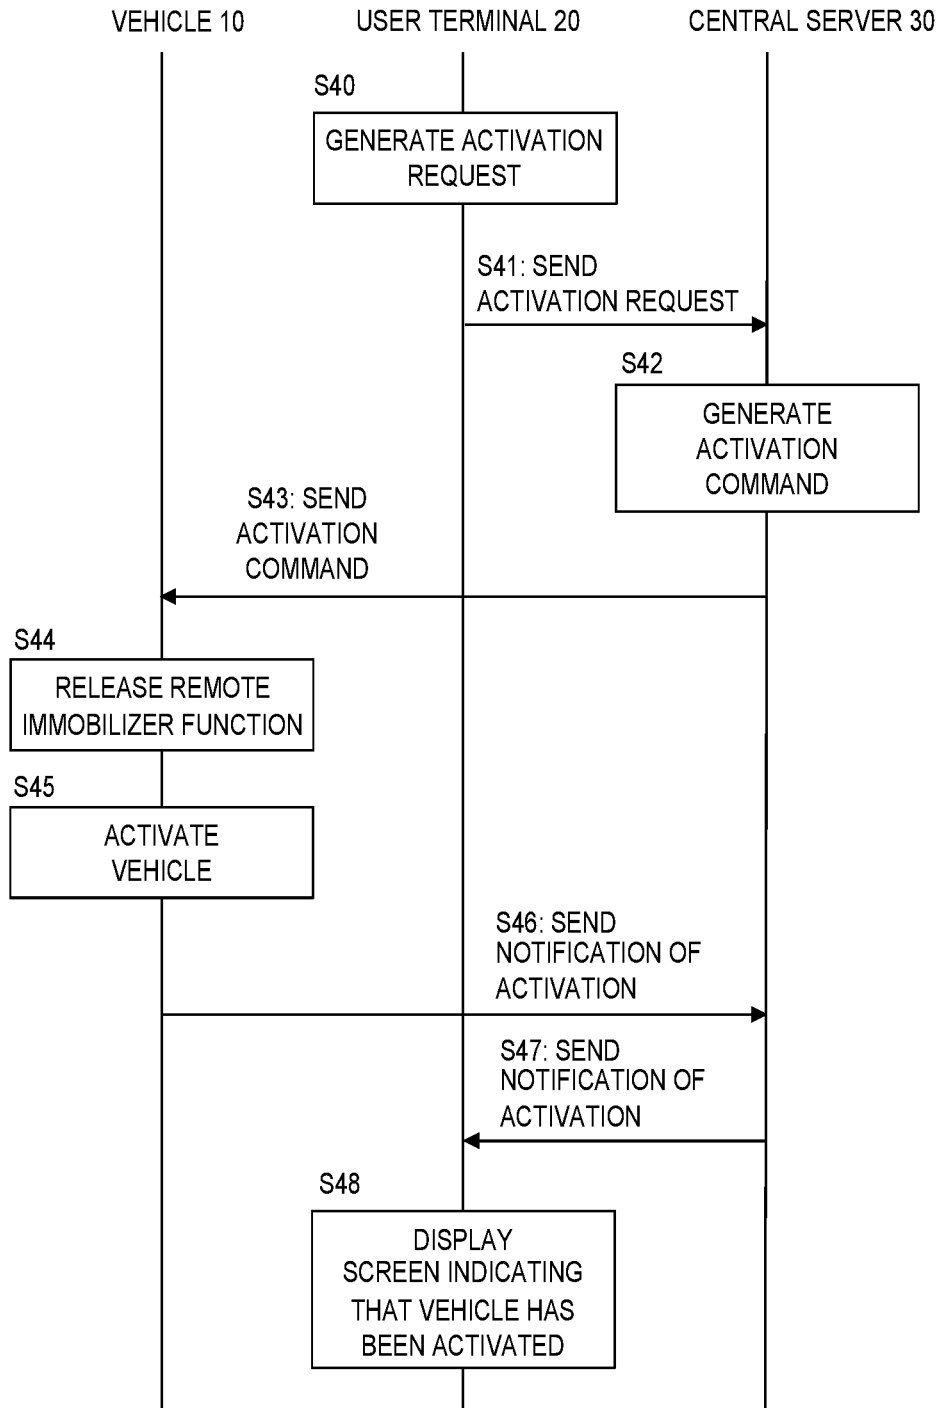 VEHICLE 10
USER TERMINAL 20
CENTRAL SERVER 30
S40
GENERATE ACTIVATION
REQUEST
S41: SEND
ACTIVATION REQUEST
S42
GENERATE
ACTIVATION
COMMAND
S43: SEND
ACTIVATION
COMMAND
S44
RELEASE REMOTE
IMMOBILIZER FUNCTION
S45
ACTIVATE
VEHICLE
S46: SEND
NOTIFICATION OF
ACTIVATION
S47: SEND
NOTIFICATION OF
ACTIVATION
S48
DISPLAY
SCREEN INDICATING
THAT VEHICLE HAS
BEEN ACTIVATED